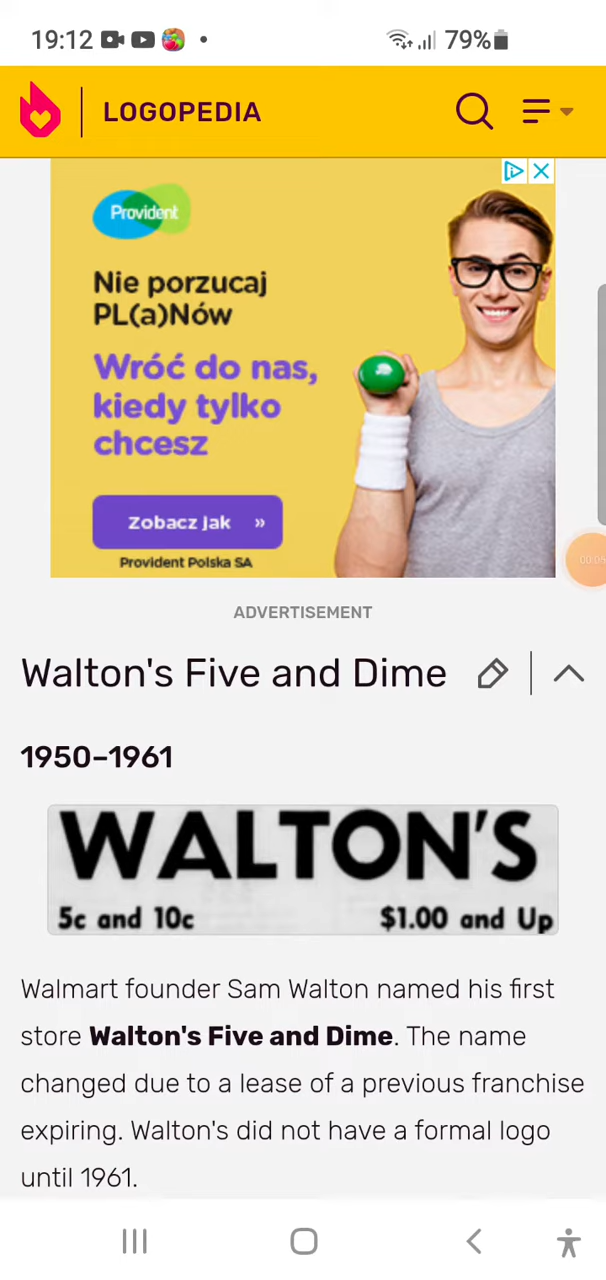 19:12
79%
LOGOPEDIA
Provident
Nie porzucaj
PL(a)Nów
Wróć do nas,
kiedy tylko
chcesz
Zobacz jak »
Provident Polska SA
00:05
ADVERTISEMENT
Walton's Five and Dime
1950–1961
WALTON'S
5c and 10c $1.00 and Up
Walmart founder Sam Walton named his first
store Walton's Five and Dime. The name
changed due to a lease of a previous franchise
expiring. Walton's did not have a formal logo
until 1961.